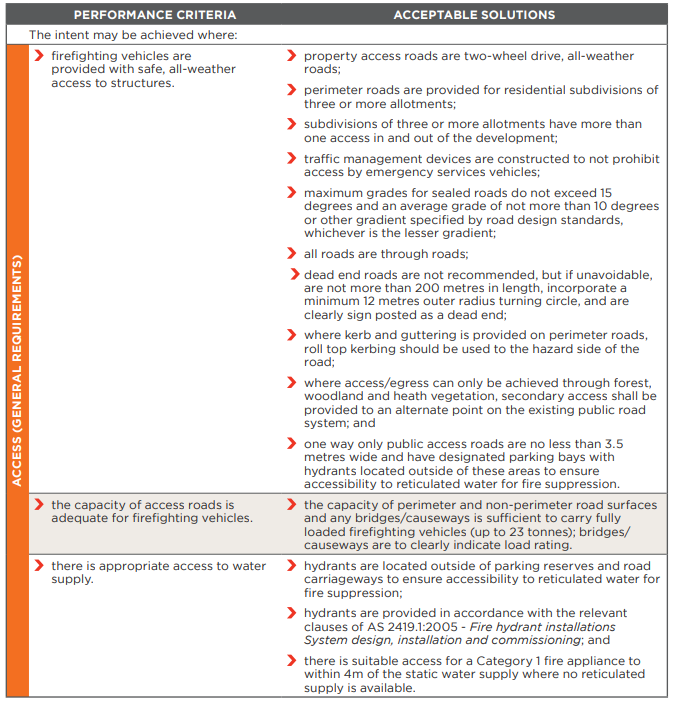 PERFORMANCE CRITERIA
ACCEPTABLE SOLUTIONS
The intent may be achieved where:
ACCESS (GENERAL REQUIREMENTS)
firefighting vehicles are
provided with safe, all-weather
access to structures.
property access roads are two-wheel drive, all-weather
roads;
perimeter roads are provided for residential subdivisions of
three or more allotments;
subdivisions of three or more allotments have more than
one access in and out of the development;
traffic management devices are constructed to not prohibit
access by emergency services vehicles;
maximum grades for sealed roads do not exceed 15
degrees and an average grade of not more than 10 degrees
or other gradient specified by road design standards,
whichever is the lesser gradient;
all roads are through roads;
dead end roads are not recommended, but if unavoidable,
are not more than 200 metres in length, incorporate a
minimum 12 metres outer radius turning circle, and are
clearly sign posted as a dead end;
where kerb and guttering is provided on perimeter roads,
roll top kerbing should be used to the hazard side of the
road;
where access/egress can only be achieved through forest,
woodland and heath vegetation, secondary access shall be
provided to an alternate point on the existing public road
system; and
one way only public access roads are no less than 3.5
metres wide and have designated parking bays with
hydrants located outside of these areas to ensure
accessibility to reticulated water for fire suppression.
the capacity of access roads is
adequate for firefighting vehicles.
the capacity of perimeter and non-perimeter road surfaces
and any bridges/causeways is sufficient to carry fully
loaded firefighting vehicles (up to 23 tonnes); bridges/
causeways are to clearly indicate load rating.
there is appropriate access to water
supply.
hydrants are located outside of parking reserves and road
carriageways to ensure accessibility to reticulated water for
fire suppression;
hydrants are provided in accordance with the relevant
clauses of AS 2419.1:2005 - Fire hydrant installations
System design, installation and commissioning; and
there is suitable access for a Category 1 fire appliance to
within 4m of the static water supply where no reticulated
supply is available.